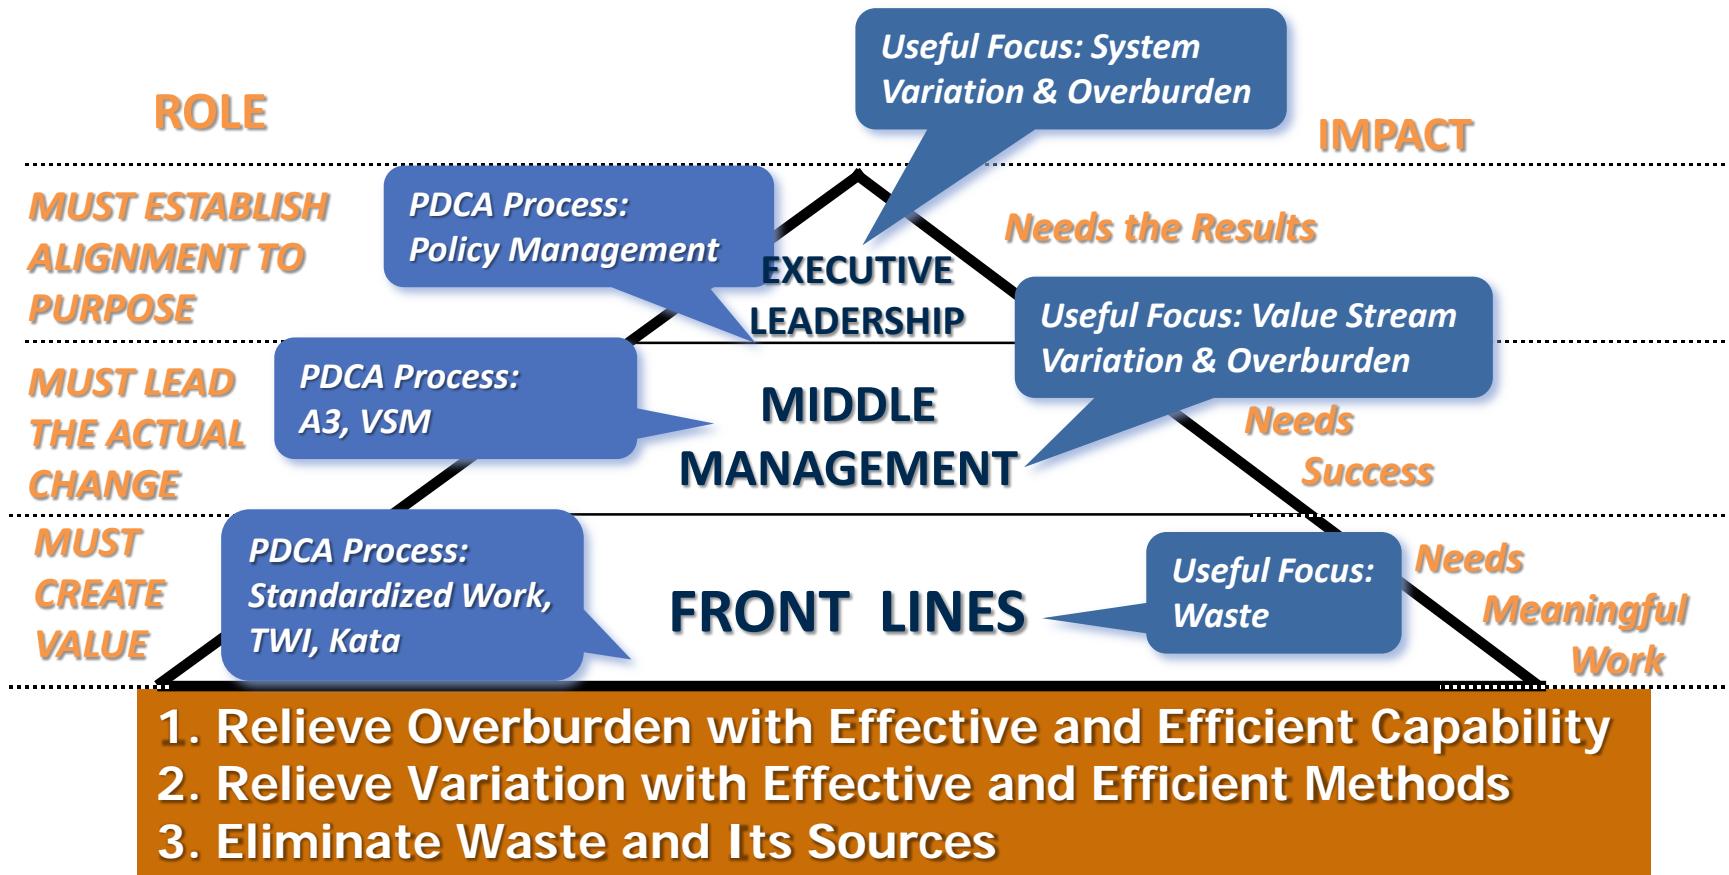 Useful Focus: System
Variation & Overburden
ROLE
IMPACT
MUST ESTABLISH
ALIGNMENT TO
PURPOSE
PDCA Process:
Policy Management
EXECUTIVE
LEADERSHIP
Needs the Results
MUST LEAD
THE ACTUAL
CHANGE
PDCA Process:
A3, VSM
MIDDLE
MANAGEMENT
Useful Focus: Value Stream
Variation & Overburden
Needs
Success
MUST
CREATE
VALUE
PDCA Process:
Standardized Work,
TWI, Kata
FRONT LINES
Useful Focus:
Waste
Needs
Meaningful
Work
1. Relieve Overburden with Effective and Efficient Capability
2. Relieve Variation with Effective and Efficient Methods
3. Eliminate Waste and Its Sources